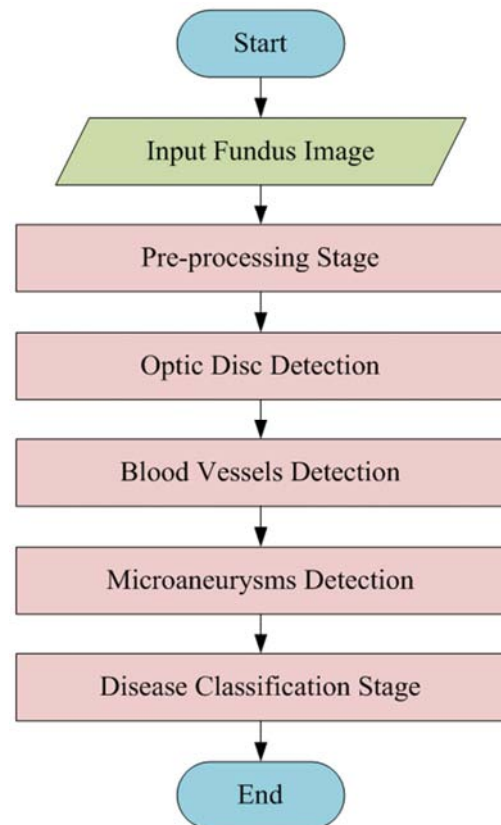 Start
Input Fundus Image
Pre-processing Stage
Optic Disc Detection
Blood Vessels Detection
Microaneurysms Detection
Disease Classification Stage
End